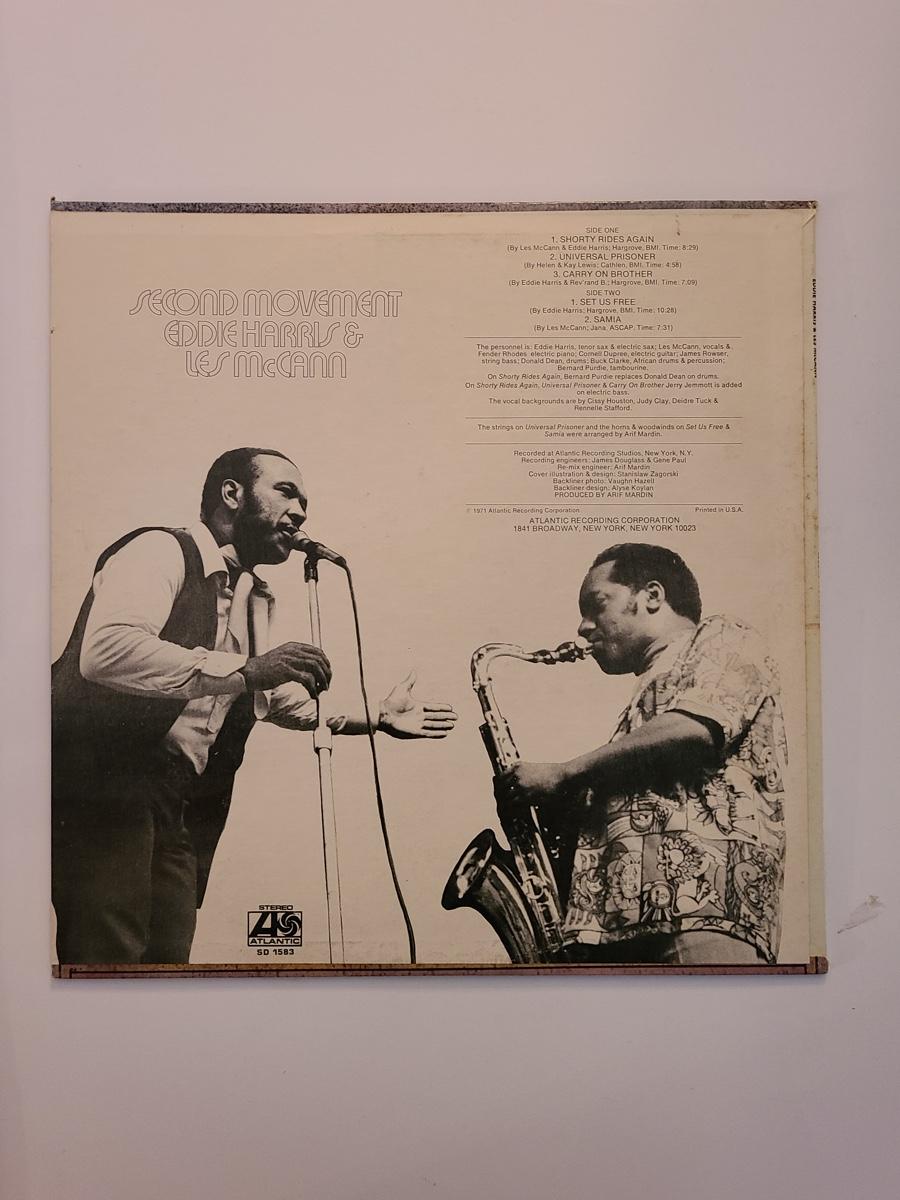 SECOND MOVEMENT
EDDIE HARRIS &
LES McCANN
SIDE ONE
1. SHORTY RIDES AGAIN
(By Les McCann & Eddie Harris; Hargrove, BMI. Time: 8:29)
2. UNIVERSAL PRISONER
(By Helen & Kay Lewis; Cathlen, BMI. Time: 4:58)
3. CARRY ON BROTHER
(By Eddie Harris & Rev'rand B.; Hargrove, BMI. Time: 7:09)
SIDE TWO
1. SET US FREE
(By Eddie Harris; Hargrove, BMI. Time: 10:28)
2. SAMIA
(By Les McCann; Jana, ASCAP. Time: 7:31)
The personnel is: Eddie Harris, tenor sax & electric sax; Les McCann, vocals &
Fender Rhodes electric piano; Cornell Dupree, electric guitar; James Rowser,
string bass; Donald Dean, drums; Buck Clarke, African drums & percussion;
Bernard Purdie, tambourine.
On Shorty Rides Again, Bernard Purdie replaces Donald Dean on drums.
On Shorty Rides Again, Universal Prisoner & Carry On Brother Jerry Jemmott is added
on electric bass.
The vocal backgrounds are by Cissy Houston, Judy Clay, Deidre Tuck &
Rennelle Stafford.
The strings on Universal Prisoner and the horns & woodwinds on Set Us Free &
Samia were arranged by Arif Mardin.
Recorded at Atlantic Recording Studios, New York, N.Y.
Recording engineers: James Douglass & Gene Paul
Re-mix engineer: Arif Mardin
Cover illustration & design: Stanislaw Zagorski
Backliner photo: Vaughn Hazell
Backliner design: Alyse Koylan
PRODUCED BY ARIF MARDIN
℗ 1971 Atlantic Recording Corporation Printed in U.S.A.
ATLANTIC RECORDING CORPORATION
1841 BROADWAY, NEW YORK, NEW YORK 10023
STEREO
ATLANTIC
SD 1583